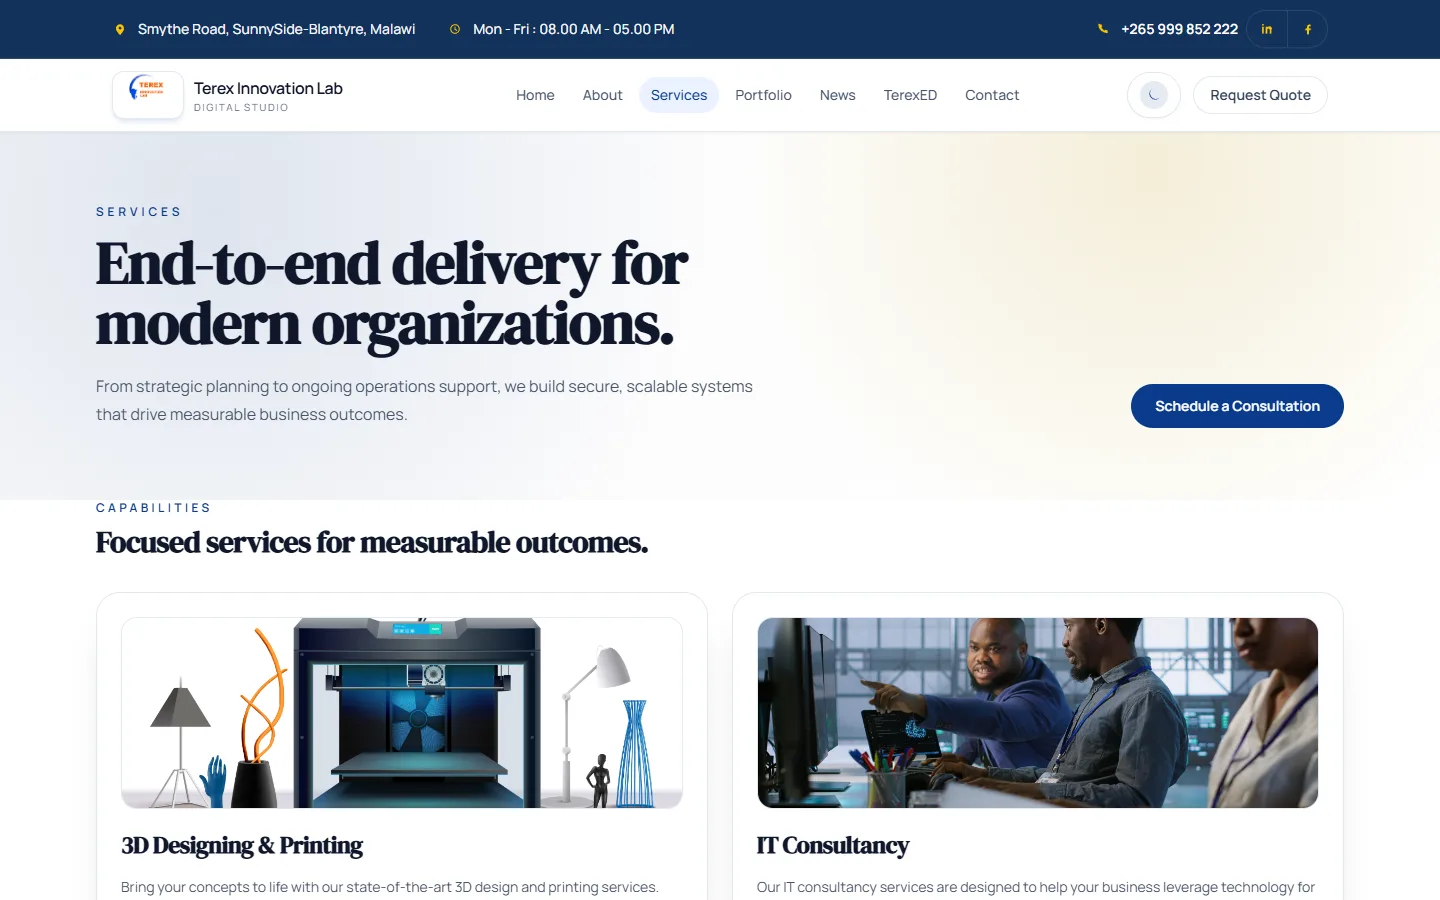 Smythe Road, SunnySide-Blantyre, Malawi
Mon - Fri : 08.00 AM - 05.00 PM
+265 999 852 222
TEREX
INNOVATION
LAB
Terex Innovation Lab
DIGITAL STUDIO
Home
About
Services
Portfolio
News
TerexED
Contact
Request Quote
SERVICES
End-to-end delivery for
modern organizations.
From strategic planning to ongoing operations support, we build secure, scalable systems
that drive measurable business outcomes.
Schedule a Consultation
CAPABILITIES
Focused services for measurable outcomes.
3D Designing & Printing
Bring your concepts to life with our state-of-the-art 3D design and printing services.
IT Consultancy
Our IT consultancy services are designed to help your business leverage technology for